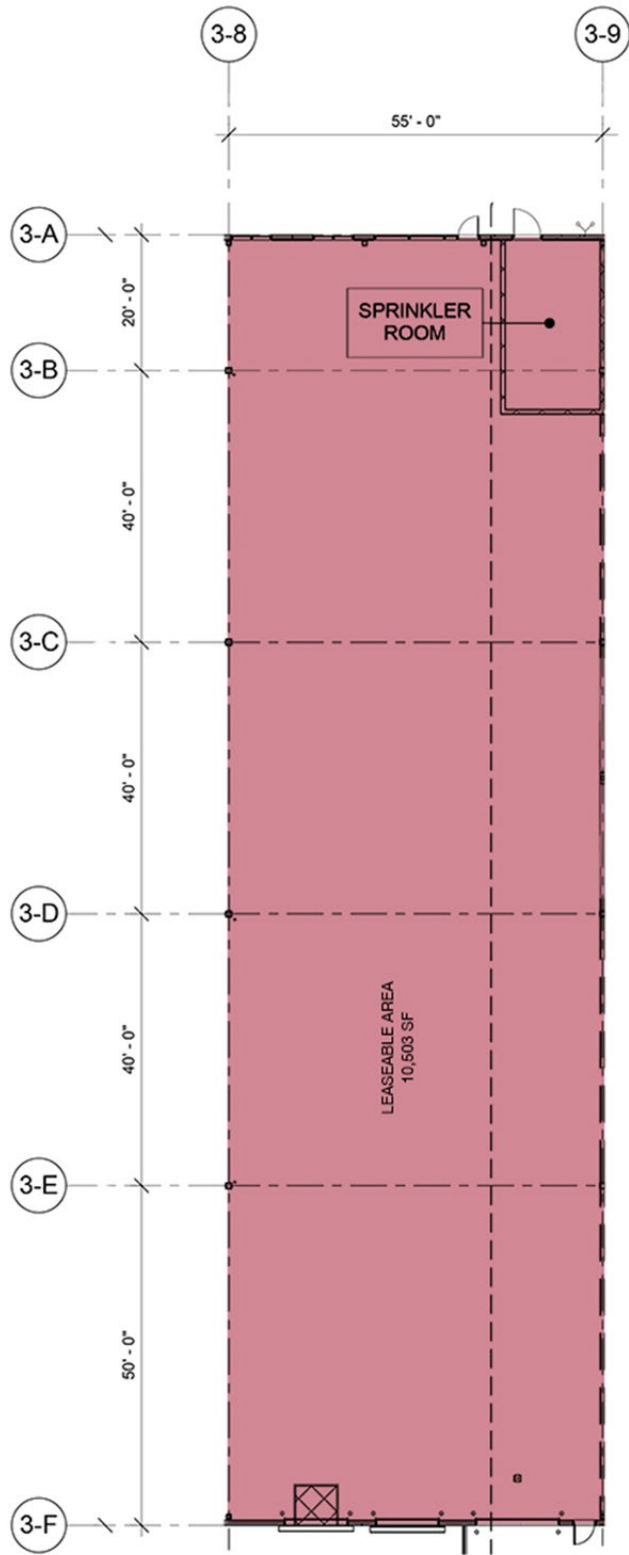 3-8
3-9
55' - 0"
3-A
20' - 0"
SPRINKLER
ROOM
3-B
40' - 0"
3-C
40' - 0"
3-D
40' - 0"
LEASEABLE AREA
10,503 SF
3-E
50' - 0"
3-F